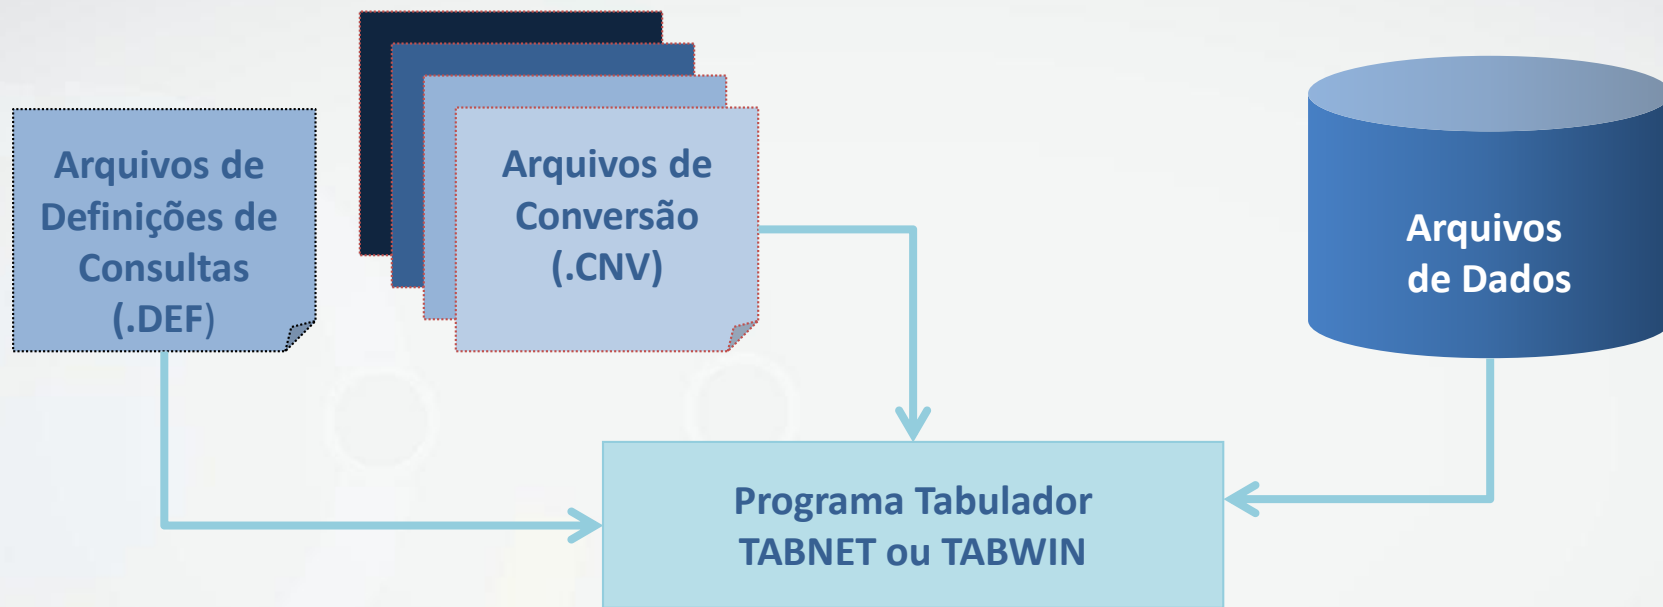 Arquivos de
Definições de
Consultas
(.DEF)
Arquivos de
Conversão
(.CNV)
Arquivos
de Dados
Programa Tabulador
TABNET ou TABWIN